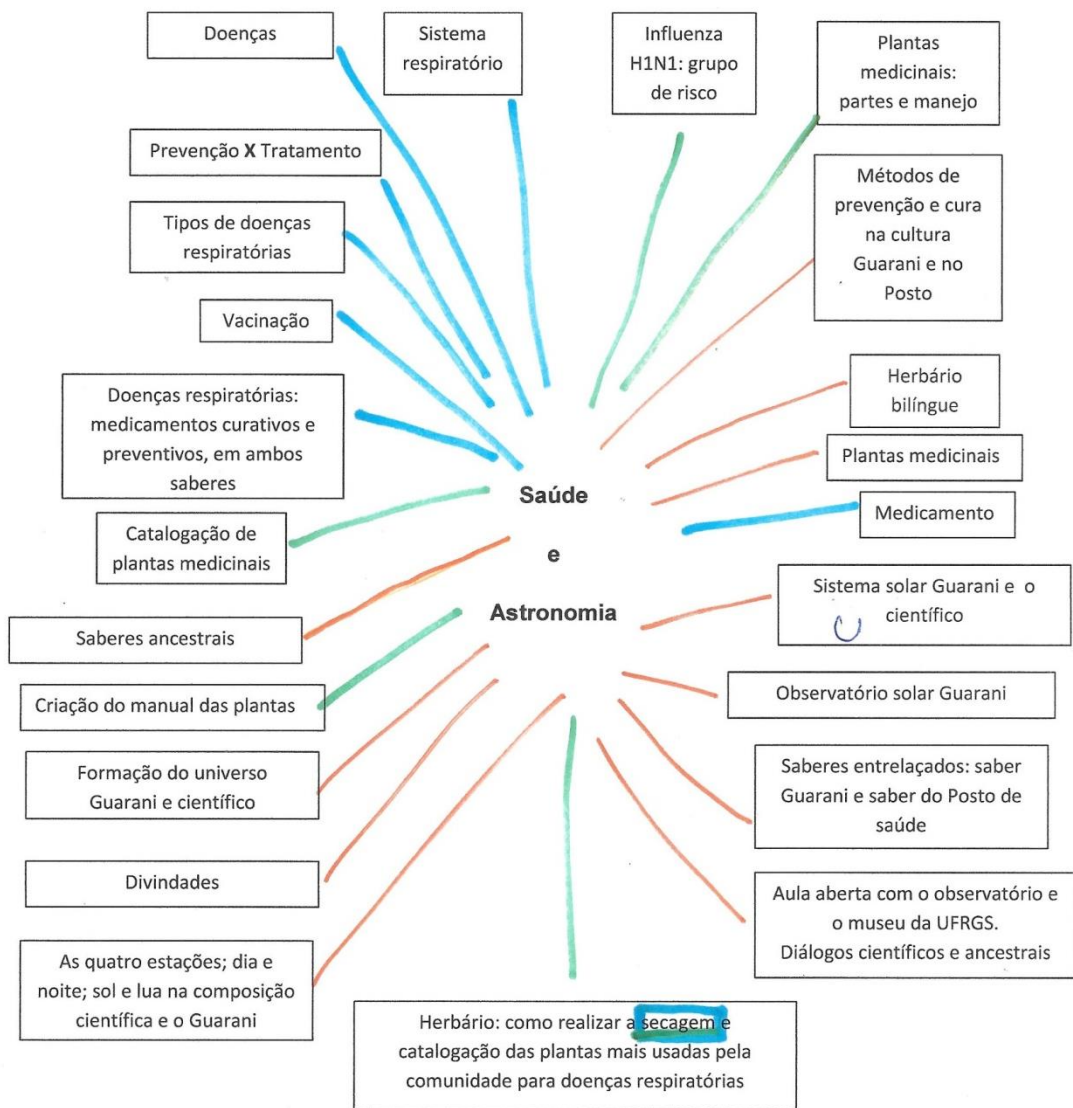 Doenças
Sistema
respiratório
Influenza
H1N1: grupo
de risco
Plantas
medicinais:
partes e manejo
Prevenção X Tratamento
Métodos de
prevenção e cura
na cultura
Guarani e no
Posto
Tipos de doenças
respiratórias
Vacinação
Herbário
bilíngue
Doenças respiratórias:
medicamentos curativos e
preventivos, em ambos
saberes
Plantas medicinais
Medicamento
Catalogação de
plantas medicinais
Saúde
e
Astronomia
Sistema solar Guarani e o
científico
Saberes ancestrais
Observatório solar Guarani
Criação do manual das plantas
Formação do universo
Guarani e científico
Saberes entrelaçados: saber
Guarani e saber do Posto de
saúde
Divindades
Aula aberta com o observatório e
o museu da UFRGS.
Diálogos científicos e ancestrais
As quatro estações; dia e
noite; sol e lua na composição
científica e o Guarani
Herbário: como realizar a secagem e
catalogação das plantas mais usadas pela
comunidade para doenças respiratórias